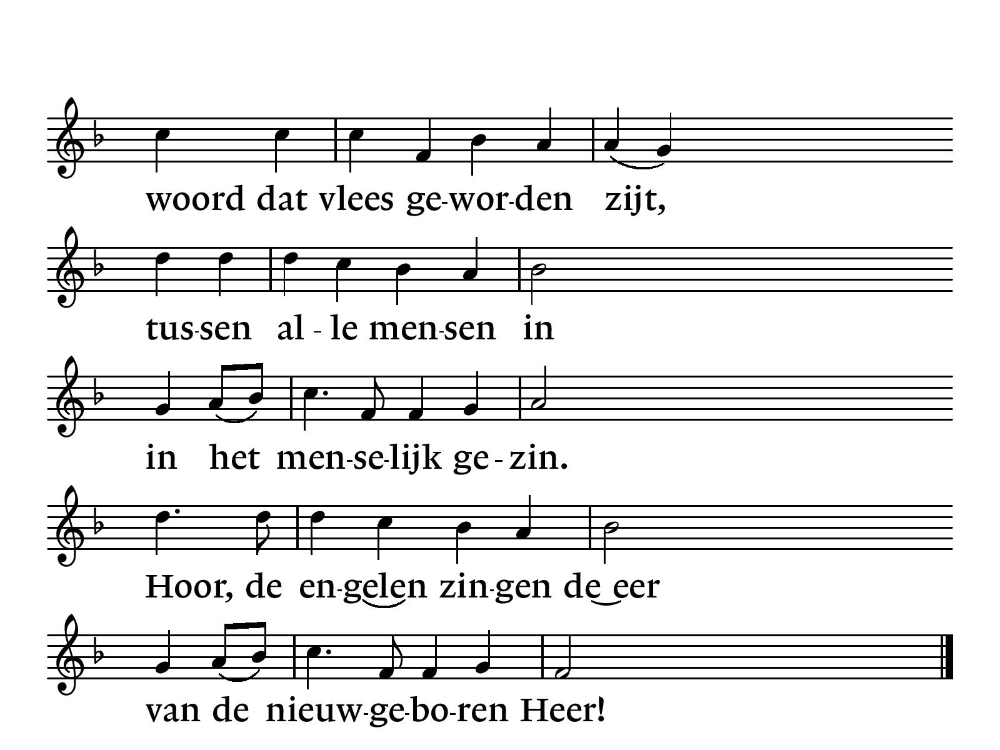 woord dat vlees ge-wor-den zijt,
tus-sen al - le men-sen in
in het men-se-lijk ge - zin.
Hoor, de en-gelen zin-gen de eer
van de nieuw-ge-bo-ren Heer!